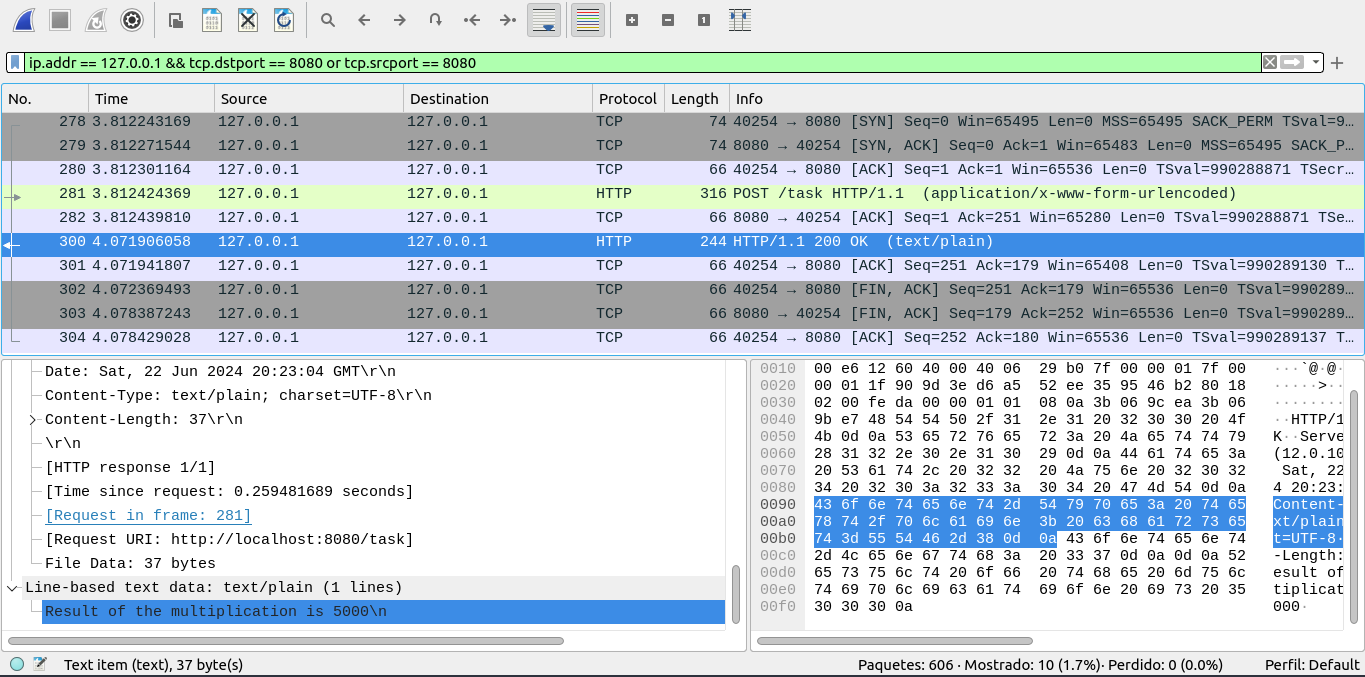 ip.addr == 127.0.0.1 && tcp.dstport == 8080 or tcp.srcport == 8080
No. Time Source Destination Protocol Length Info
278 3.812243169 127.0.0.1 127.0.0.1 TCP 74 40254 → 8080 [SYN] Seq=0 Win=65495 Len=0 MSS=65495 SACK_PERM TSval=9…
279 3.812271544 127.0.0.1 127.0.0.1 TCP 74 8080 → 40254 [SYN, ACK] Seq=0 Ack=1 Win=65483 Len=0 MSS=65495 SACK_P…
280 3.812301164 127.0.0.1 127.0.0.1 TCP 66 40254 → 8080 [ACK] Seq=1 Ack=1 Win=65536 Len=0 TSval=990288871 TSecr…
281 3.812424369 127.0.0.1 127.0.0.1 HTTP 316 POST /task HTTP/1.1 (application/x-www-form-urlencoded)
282 3.812439810 127.0.0.1 127.0.0.1 TCP 66 8080 → 40254 [ACK] Seq=1 Ack=251 Win=65280 Len=0 TSval=990288871 TSe…
300 4.071906058 127.0.0.1 127.0.0.1 HTTP 244 HTTP/1.1 200 OK (text/plain)
301 4.071941807 127.0.0.1 127.0.0.1 TCP 66 40254 → 8080 [ACK] Seq=251 Ack=179 Win=65408 Len=0 TSval=990289130 T…
302 4.072369493 127.0.0.1 127.0.0.1 TCP 66 40254 → 8080 [FIN, ACK] Seq=251 Ack=179 Win=65536 Len=0 TSval=990289…
303 4.078387243 127.0.0.1 127.0.0.1 TCP 66 8080 → 40254 [FIN, ACK] Seq=179 Ack=252 Win=65536 Len=0 TSval=990289…
304 4.078429028 127.0.0.1 127.0.0.1 TCP 66 40254 → 8080 [ACK] Seq=252 Ack=180 Win=65536 Len=0 TSval=990289137 T…
Date: Sat, 22 Jun 2024 20:23:04 GMT\r\n
Content-Type: text/plain; charset=UTF-8\r\n
Content-Length: 37\r\n
\r\n
[HTTP response 1/1]
[Time since request: 0.259481689 seconds]
[Request in frame: 281]
[Request URI: http://localhost:8080/task]
File Data: 37 bytes
Line-based text data: text/plain (1 lines)
Result of the multiplication is 5000\n
0010 00 e6 12 60 40 00 40 06 29 b0 7f 00 00 01 7f 00 ···`@·@·
0020 00 01 1f 90 9d 3e d6 a5 52 ee 35 95 46 b2 80 18 ·····>··
0030 02 00 fe da 00 00 01 01 08 0a 3b 06 9c ea 3b 06 ········
0040 9b e7 48 54 54 50 2f 31 2e 31 20 32 30 30 20 4f ··HTTP/1
0050 4b 0d 0a 53 65 72 76 65 72 3a 20 4a 65 74 74 79 K··Serve
0060 28 31 32 2e 30 2e 31 30 29 0d 0a 44 61 74 65 3a (12.0.10
0070 20 53 61 74 2c 20 32 32 20 4a 75 6e 20 32 30 32 Sat, 22
0080 34 20 32 30 3a 32 33 3a 30 34 20 47 4d 54 0d 0a 4 20:23:
0090 43 6f 6e 74 65 6e 74 2d 54 79 70 65 3a 20 74 65 Content-
00a0 78 74 2f 70 6c 61 69 6e 3b 20 63 68 61 72 73 65 xt/plain
00b0 74 3d 55 54 46 2d 38 0d 0a 43 6f 6e 74 65 6e 74 t=UTF-8·
00c0 2d 4c 65 6e 67 74 68 3a 20 33 37 0d 0a 0d 0a 52 -Length:
00d0 65 73 75 6c 74 20 6f 66 20 74 68 65 20 6d 75 6c esult of
00e0 74 69 70 6c 69 63 61 74 69 6f 6e 20 69 73 20 35 tiplicat
00f0 30 30 30 0a 000·
Text item (text), 37 byte(s) Paquetes: 606 · Mostrado: 10 (1.7%) · Perdido: 0 (0.0%) Perfil: Default